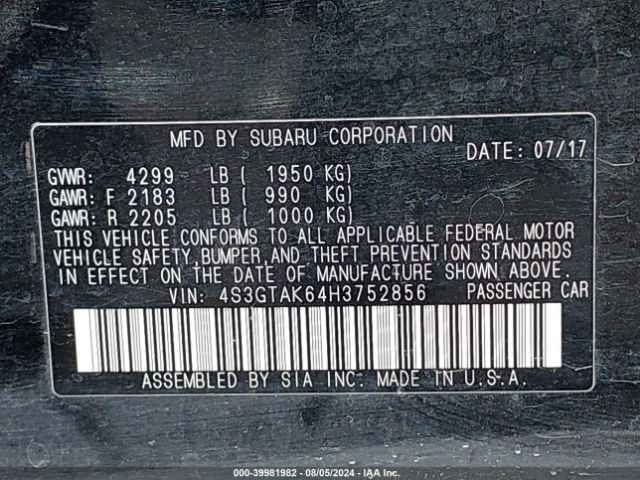 MFD BY SUBARU CORPORATION
DATE: 07/17
GVWR: 4299 LB ( 1950 KG)
GAWR: F 2183 LB ( 990 KG)
GAWR: R 2205 LB ( 1000 KG)
THIS VEHICLE CONFORMS TO ALL APPLICABLE FEDERAL MOTOR
VEHICLE SAFETY, BUMPER, AND THEFT PREVENTION STANDARDS
IN EFFECT ON THE DATE OF MANUFACTURE SHOWN ABOVE.
VIN: 4S3GTAK64H3752856 PASSENGER CAR
ASSEMBLED BY SIA INC. MADE IN U.S.A.
000-39981982 - 08/05/2024 - IAA Inc.